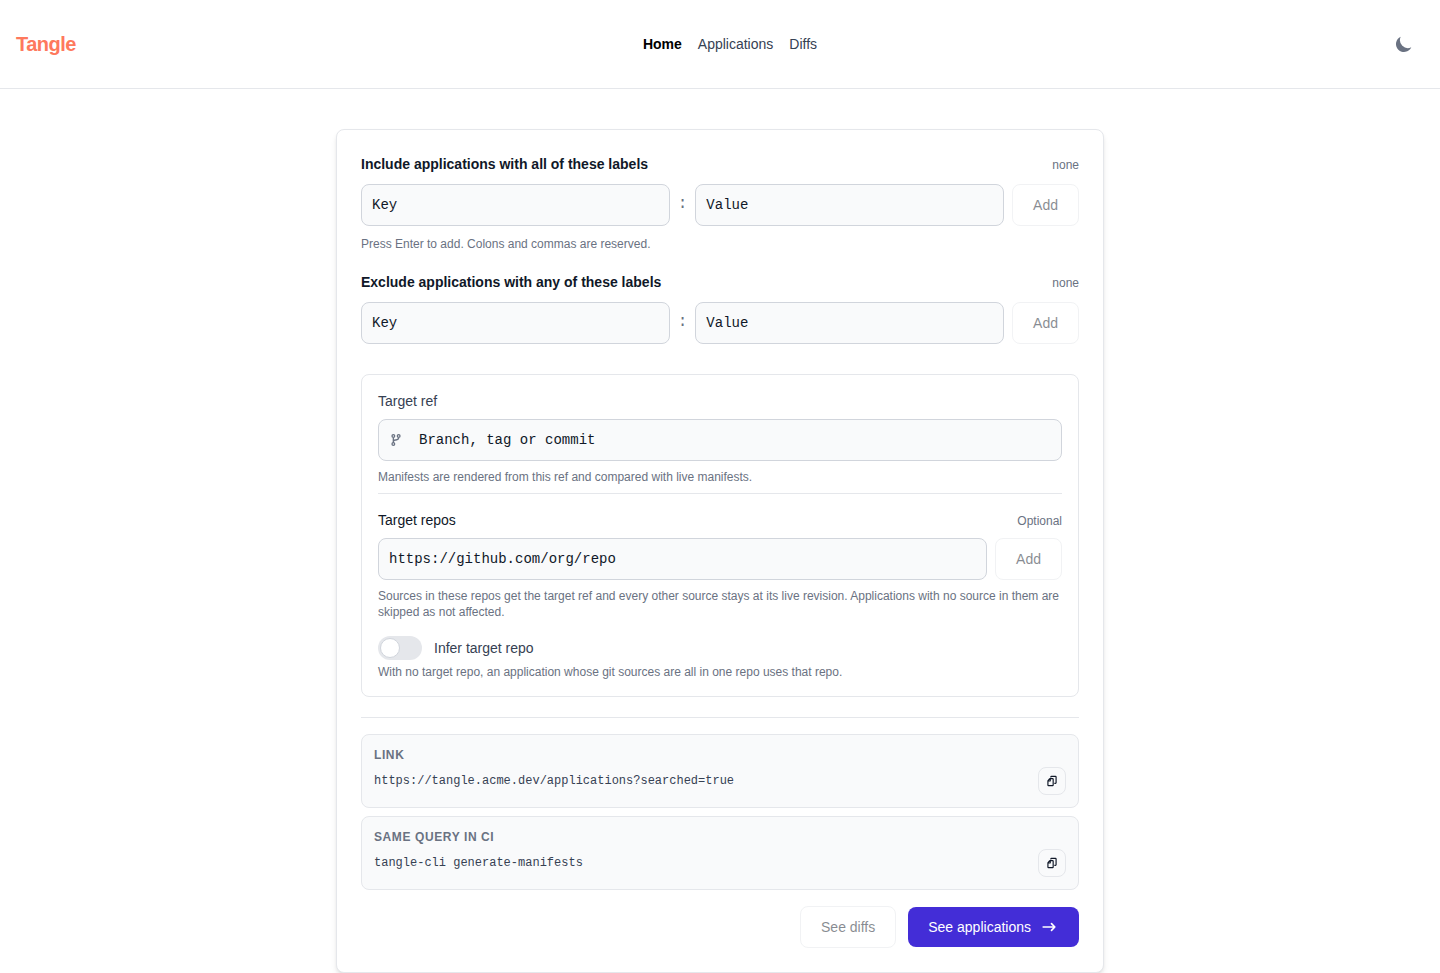 Tangle
Home Applications Diffs
Include applications with all of these labels none
Key : Value Add
Press Enter to add. Colons and commas are reserved.
Exclude applications with any of these labels none
Key : Value Add
Target ref
Branch, tag or commit
Manifests are rendered from this ref and compared with live manifests.
Target repos Optional
https://github.com/org/repo Add
Sources in these repos get the target ref and every other source stays at its live revision. Applications with no source in them are
skipped as not affected.
Infer target repo
With no target repo, an application whose git sources are all in one repo uses that repo.
LINK
https://tangle.acme.dev/applications?searched=true
SAME QUERY IN CI
tangle-cli generate-manifests
See diffs See applications